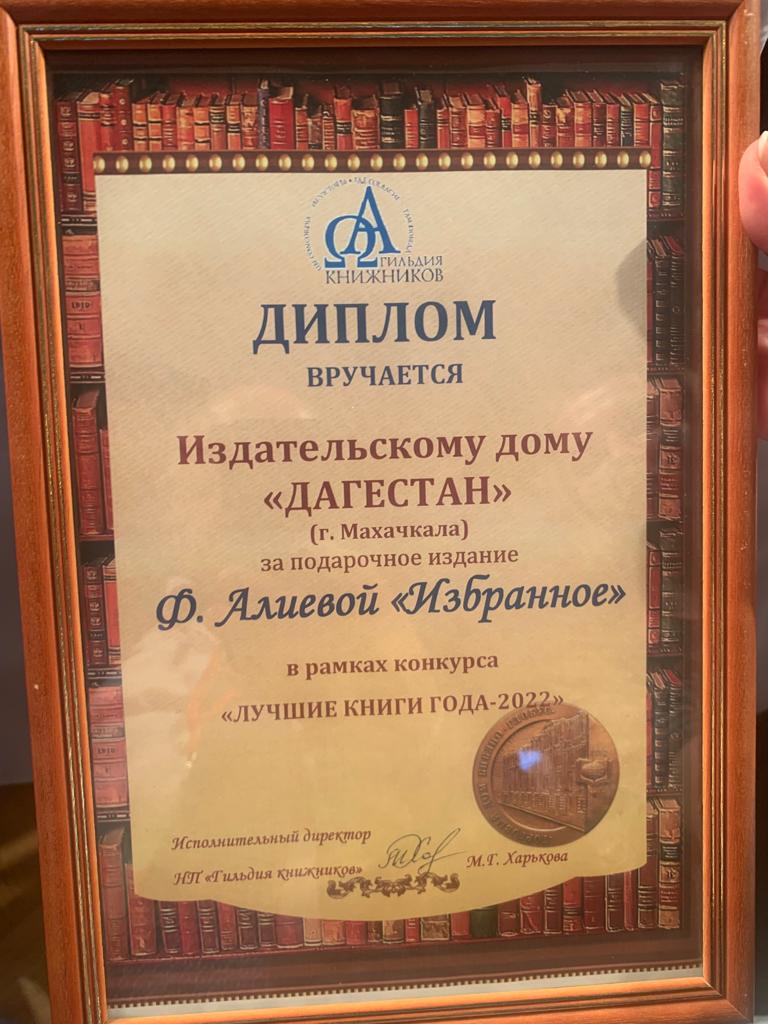 ГИЛЬДИЯ
КНИЖНИКОВ
ДИПЛОМ
ВРУЧАЕТСЯ
Издательскому дому
«ДАГЕСТАН»
(г. Махачкала)
за подарочное издание
Ф. Алиевой «Избранное»
в рамках конкурса
«ЛУЧШИЕ КНИГИ ГОДА-2022»
Исполнительный директор
НП «Гильдия книжников»
М.Г. Харькова